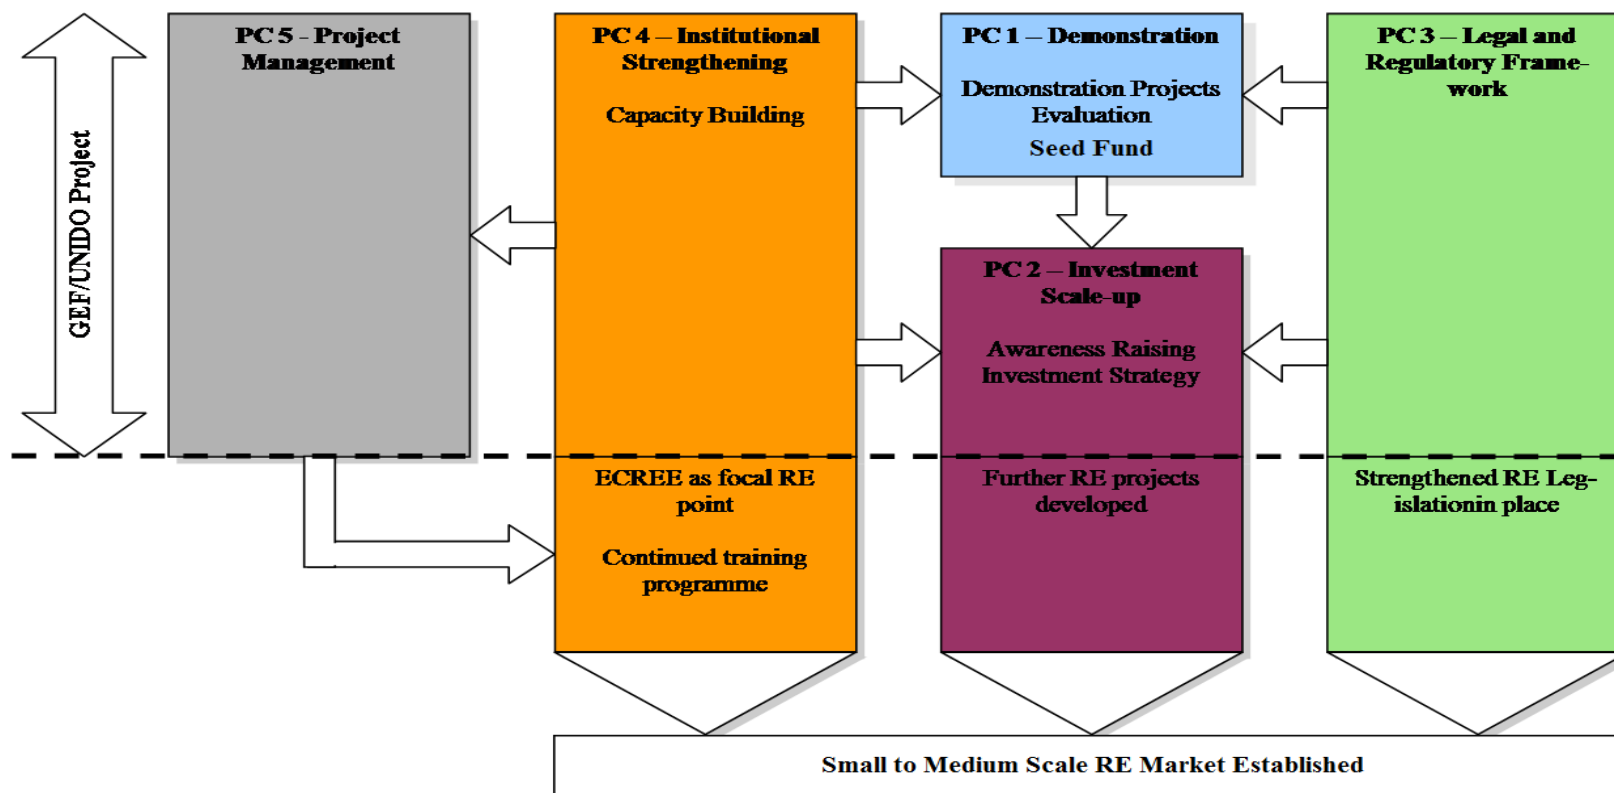 GEF/UNIDO Project
PC 5 - Project
Management
PC 4 – Institutional
Strengthening
Capacity Building
PC 1 – Demonstration
Demonstration Projects
Evaluation
Seed Fund
PC 3 – Legal and
Regulatory Frame-
work
PC 2 – Investment
Scale-up
Awareness Raising
Investment Strategy
ECREE as focal RE
point
Continued training
programme
Further RE projects
developed
Strengthened RE Leg-
islationin place
Small to Medium Scale RE Market Established